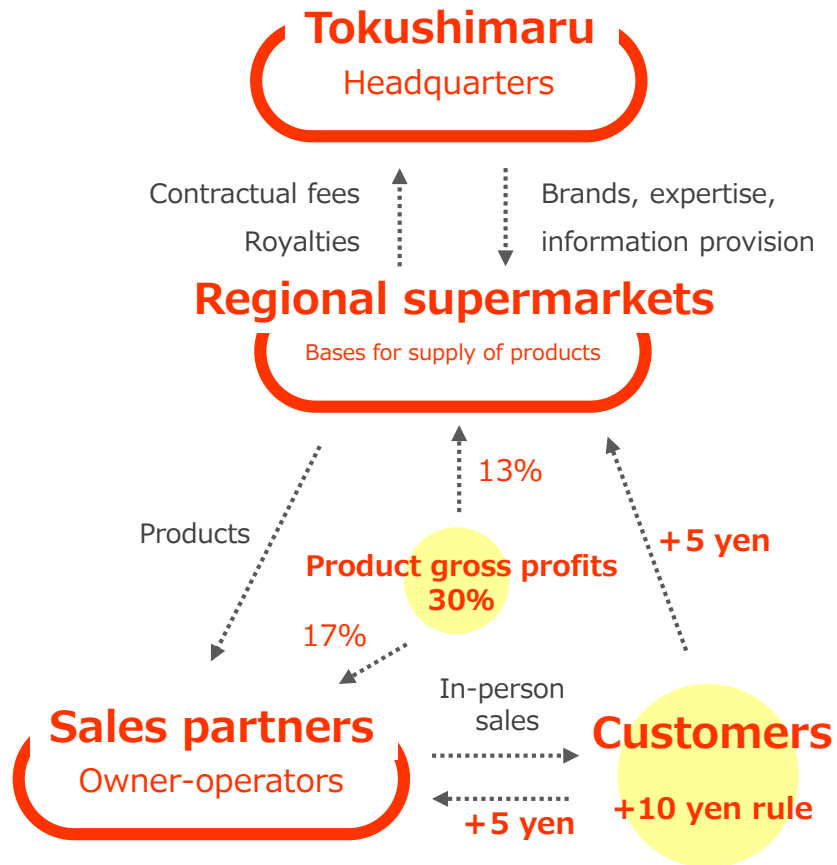 Tokushimaru
Headquarters
Contractual fees
Royalties
Brands, expertise,
information provision
Regional supermarkets
Bases for supply of products
13%
Products
+5 yen
Product gross profits
30%
17%
In-person
sales
Sales partners
Owner-operators
Customers
+10 yen rule
+5 yen